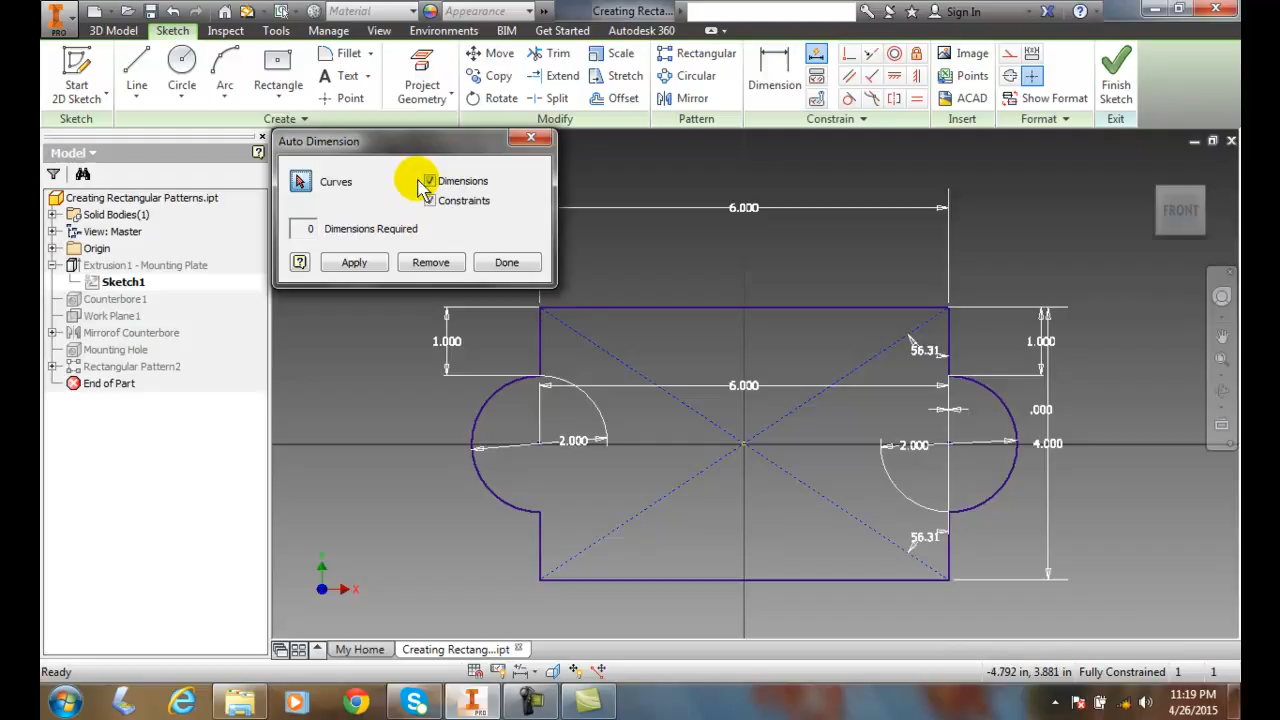 Material
Appearance
Creating Recta...
Sign In
PRO
3D Model
Sketch
Inspect
Tools
Manage
View
Environments
BIM
Get Started
Autodesk 360
Start
2D Sketch
Line
Circle
Arc
Rectangle
Fillet
Text
Point
Project
Geometry
Move
Copy
Rotate
Trim
Extend
Split
Scale
Stretch
Offset
Rectangular
Circular
Mirror
Dimension
Image
Points
ACAD
Show Format
Finish
Sketch
Sketch
Create
Modify
Pattern
Constrain
Insert
Format
Exit
Model
Creating Rectangular Patterns.ipt
Solid Bodies(1)
View: Master
Origin
Extrusion1 - Mounting Plate
Sketch1
Counterbore1
Work Plane1
Mirrorof Counterbore
Mounting Hole
Rectangular Pattern2
End of Part
Auto Dimension
Curves
Dimensions
Constraints
0 Dimensions Required
Apply
Remove
Done
FRONT
6.000
1.000
56.31
1.000
6.000
.000
2.000
2.000
4.000
56.31
X
My Home
Creating Rectang...ipt
Ready
-4.792 in, 3.881 in Fully Constrained 1 1
I
PRO
11:19 PM
4/26/2015